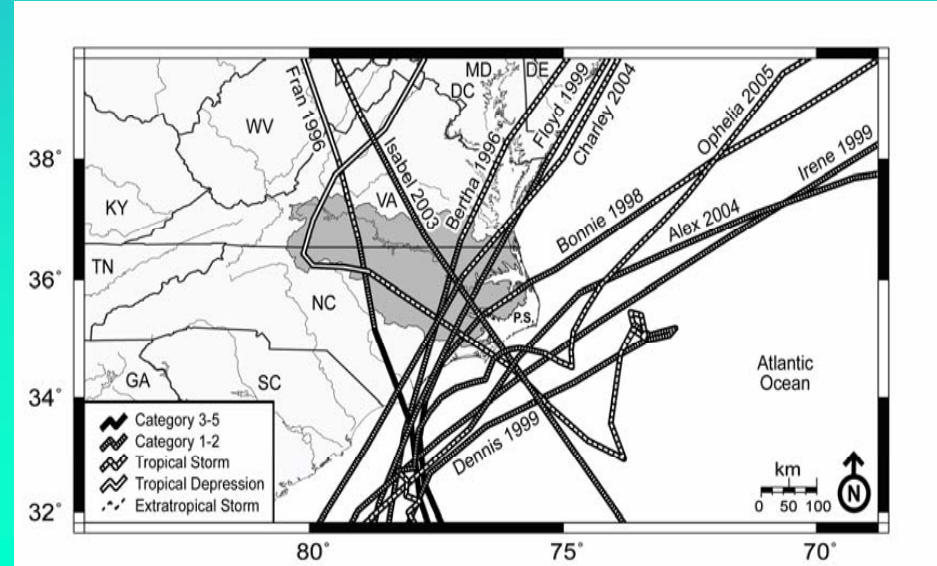 Fran 1996
Isabel 2003
Bertha 1996
Floyd 1999
Charley 2004
Ophelia 2005
Irene 1999
Bonnie 1998
Alex 2004
Dennis 1999
MD
DE
DC
WV
VA
KY
TN
NC
P.S.
GA
SC
Atlantic
Ocean
38°
36°
34°
32°
80°
75°
70°
Category 3-5
Category 1-2
Tropical Storm
Tropical Depression
Extratropical Storm
km
0 50 100
N